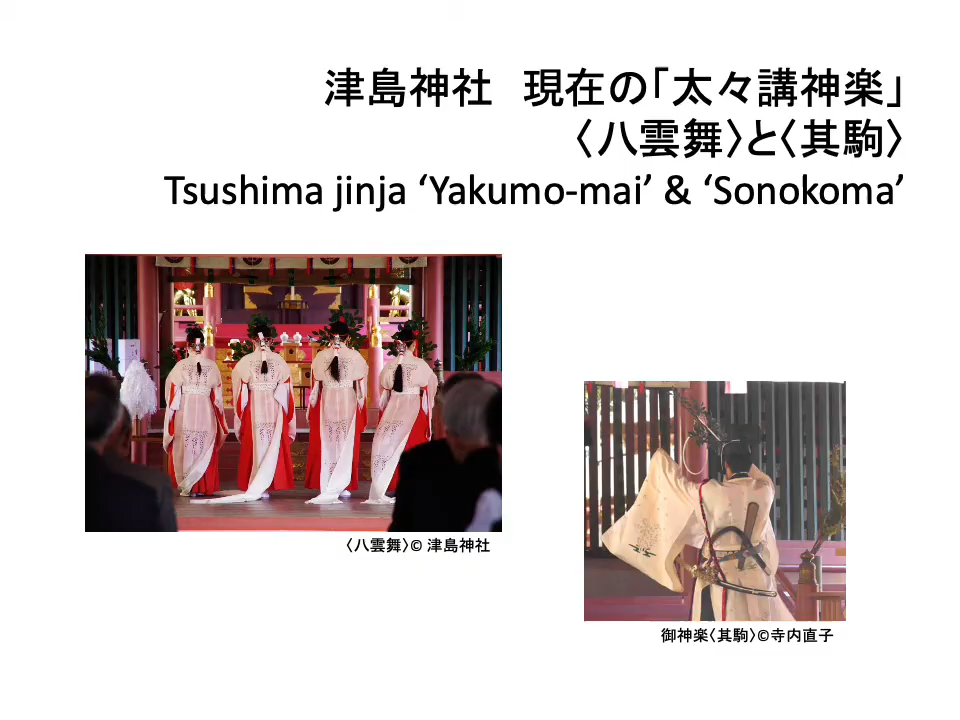 津島神社　現在の「太々講神楽」
〈八雲舞〉と〈其駒〉
Tsushima jinja ‘Yakumo-mai’ & ‘Sonokoma’
〈八雲舞〉© 津島神社
御神楽〈其駒〉©寺内直子